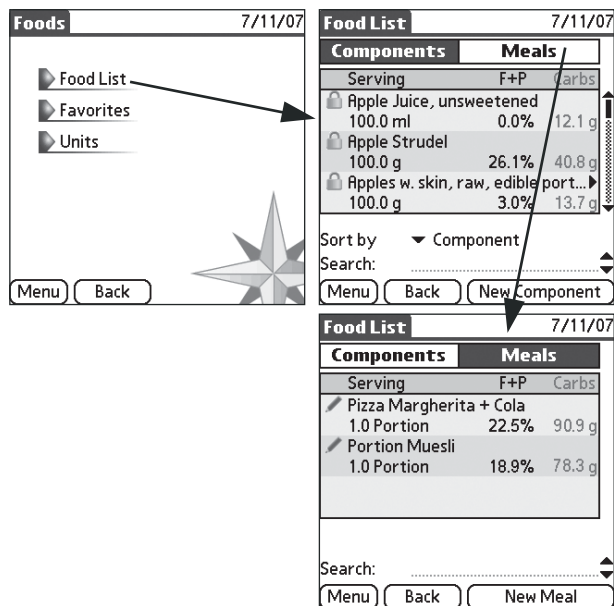 Foods 7/11/07
Food List
Favorites
Units
Menu Back
Food List 7/11/07
Components Meals
Serving F+P Carbs
Apple Juice, unsweetened
100.0 ml 0.0% 12.1 g
Apple Strudel
100.0 g 26.1% 40.8 g
Apples w. skin, raw, edible port...
100.0 g 3.0% 13.7 g
Sort by Component
Search:
Menu Back New Component
Food List 7/11/07
Components Meals
Serving F+P Carbs
Pizza Margherita + Cola
1.0 Portion 22.5% 90.9 g
Portion Muesli
1.0 Portion 18.9% 78.3 g
Search:
Menu Back New Meal